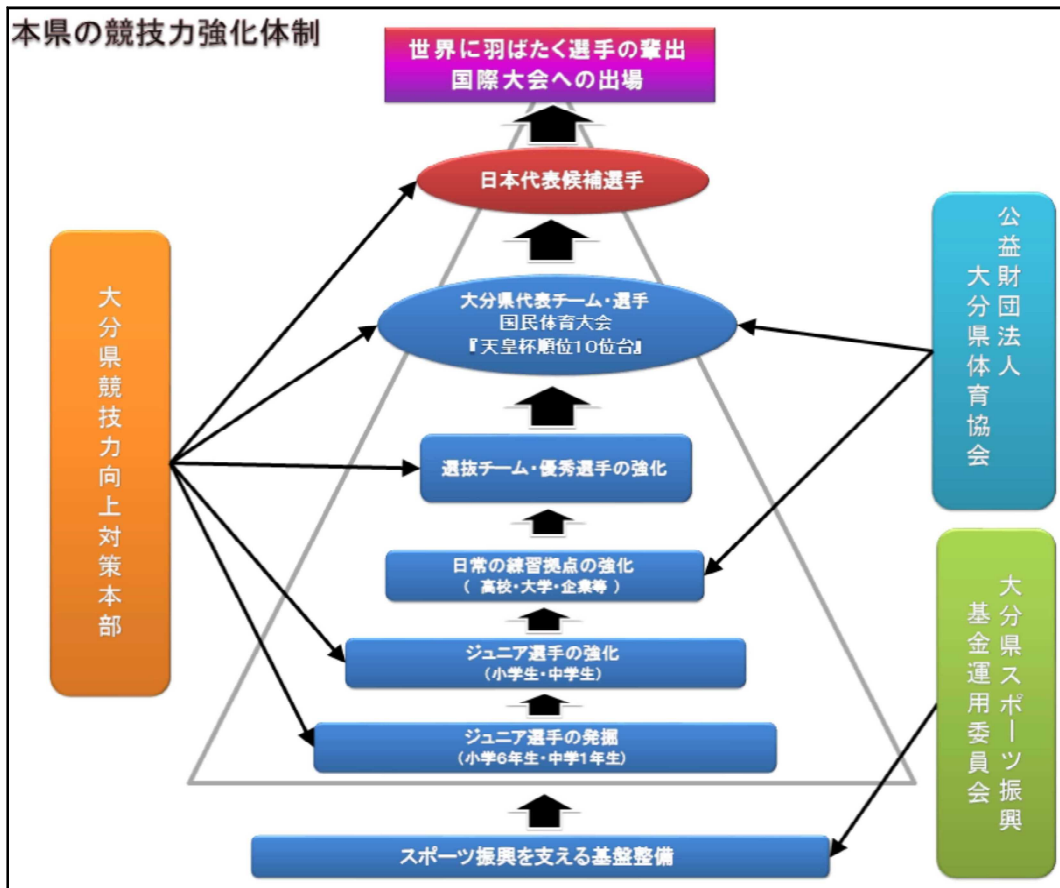 本県の競技力強化体制
世界に羽ばたく選手の輩出
国際大会への出場
日本代表候補選手
大分県代表チーム・選手
国民体育大会
『天皇杯順位10位台』
選抜チーム・優秀選手の強化
日常の練習拠点の強化
( 高校・大学・企業等 )
ジュニア選手の強化
(小学生・中学生)
ジュニア選手の発掘
(小学6年生・中学1年生)
スポーツ振興を支える基盤整備
大分県競技力向上対策本部
公益財団法人
大分県体育協会
大分県スポーツ振興
基金運用委員会